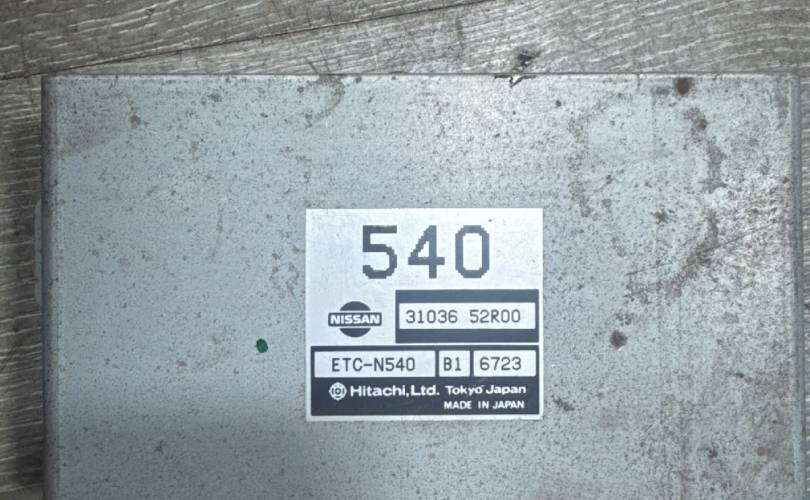 540
NISSAN
31036 52R00
ETC-N540 B1 6723
Hitachi,Ltd. Tokyo Japan
MADE IN JAPAN